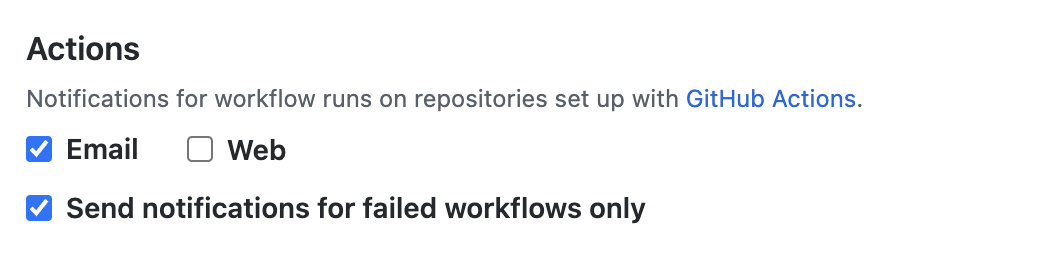 Actions
Notifications for workflow runs on repositories set up with GitHub Actions.
Email Web
Send notifications for failed workflows only